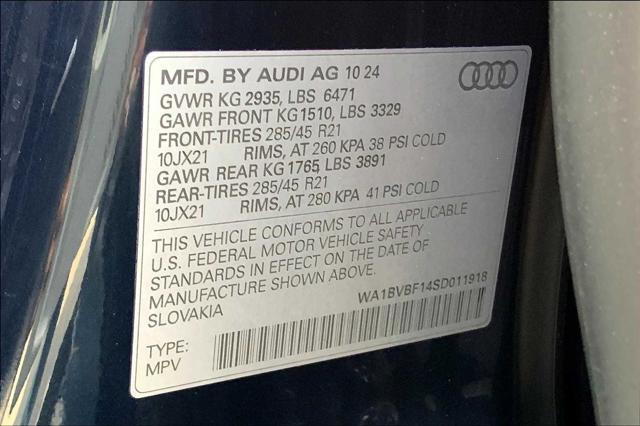 MFD. BY AUDI AG 10 24
GVWR KG 2935, LBS 6471
GAWR FRONT KG1510, LBS 3329
FRONT-TIRES 285/45 R21
10JX21 RIMS, AT 260 KPA 38 PSI COLD
GAWR REAR KG 1765, LBS 3891
REAR-TIRES 285/45 R21
10JX21 RIMS, AT 280 KPA 41 PSI COLD
THIS VEHICLE CONFORMS TO ALL APPLICABLE
U.S. FEDERAL MOTOR VEHICLE SAFETY
STANDARDS IN EFFECT ON THE DATE OF
MANUFACTURE SHOWN ABOVE.
SLOVAKIA WA1BVBF14SD011918
TYPE:
MPV